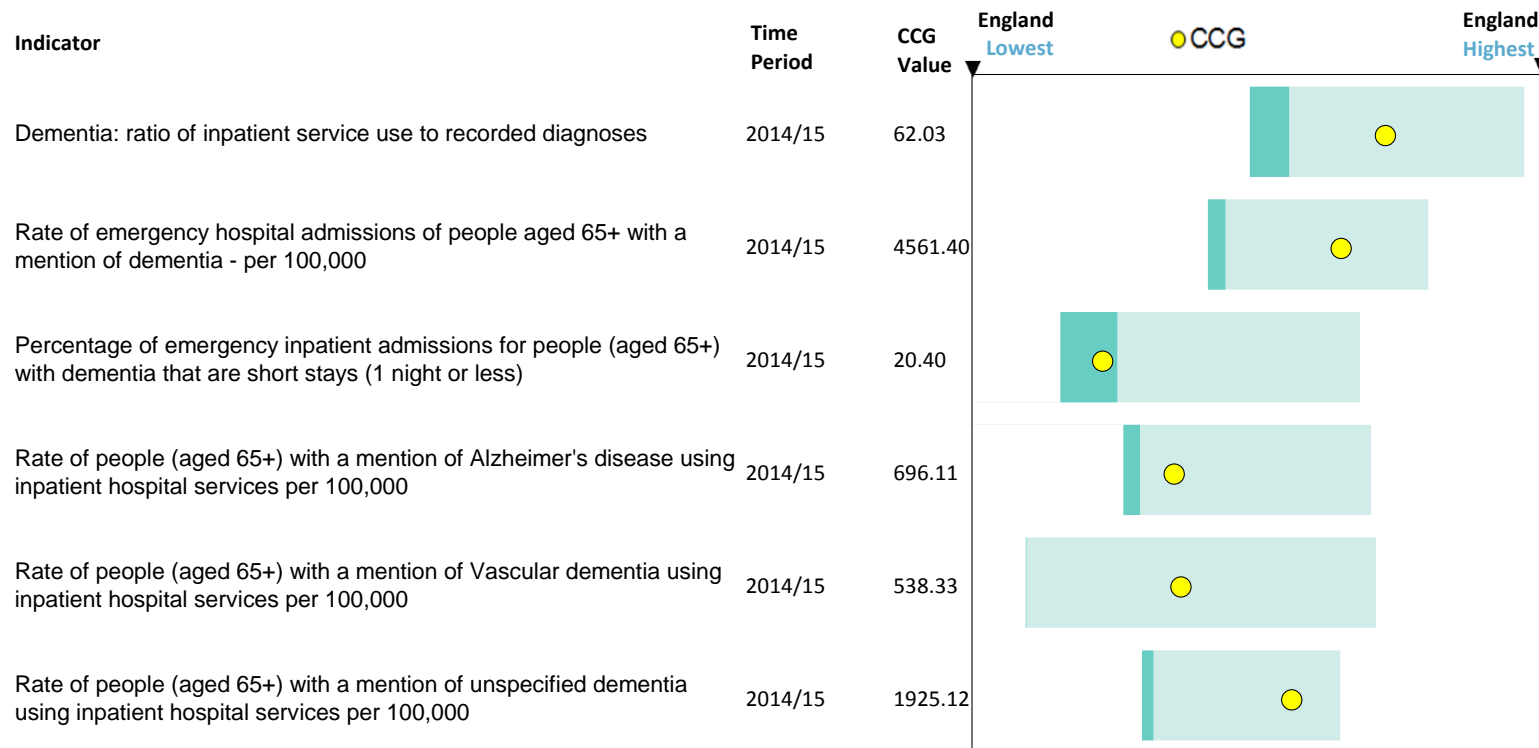 Indicator
Time
Period
CCG
Value
England
Lowest
CCG
England
Highest
Dementia: ratio of inpatient service use to recorded diagnoses
2014/15
62.03
Rate of emergency hospital admissions of people aged 65+ with a
mention of dementia - per 100,000
2014/15
4561.40
Percentage of emergency inpatient admissions for people (aged 65+)
with dementia that are short stays (1 night or less)
2014/15
20.40
Rate of people (aged 65+) with a mention of Alzheimer's disease using
inpatient hospital services per 100,000
2014/15
696.11
Rate of people (aged 65+) with a mention of Vascular dementia using
inpatient hospital services per 100,000
2014/15
538.33
Rate of people (aged 65+) with a mention of unspecified dementia
using inpatient hospital services per 100,000
2014/15
1925.12